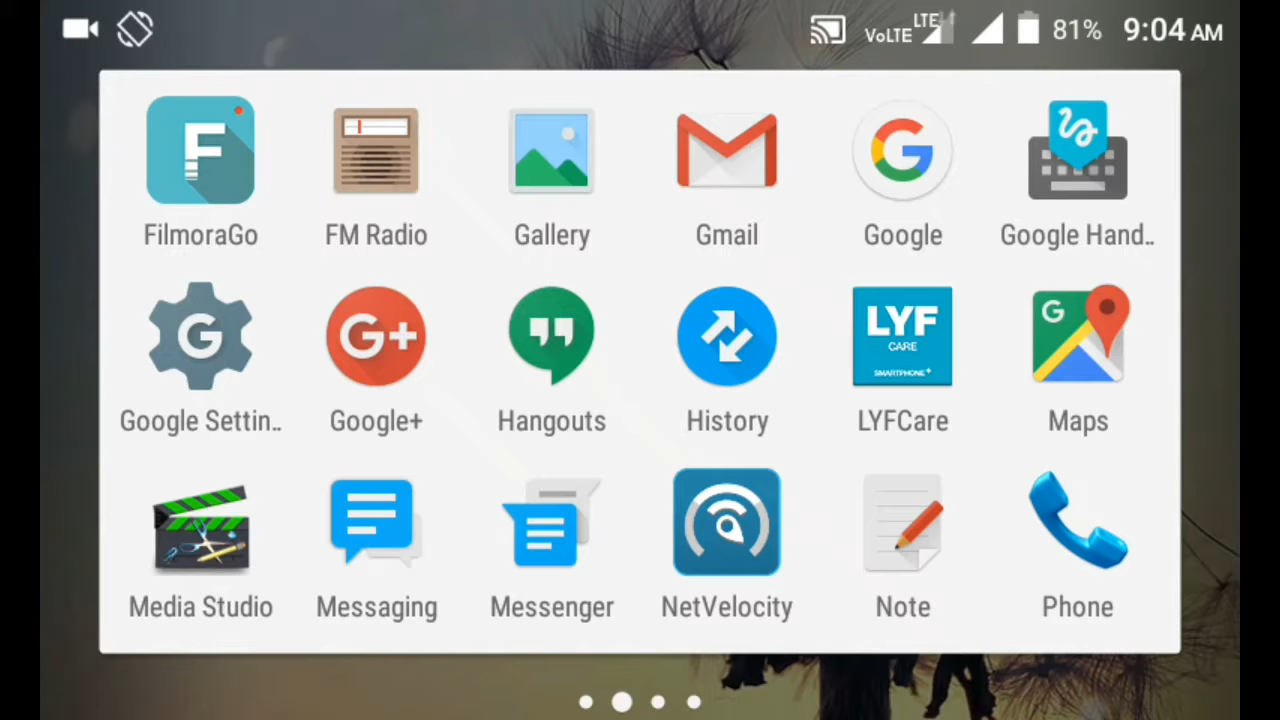 VoLTE LTE 81% 9:04 AM
F
FilmoraGo FM Radio Gallery Gmail Google Google Hand..
G G+ LYF G
CARE
SMARTPHONE+
Google Settin.. Google+ Hangouts History LYFCare Maps
Media Studio Messaging Messenger NetVelocity Note Phone